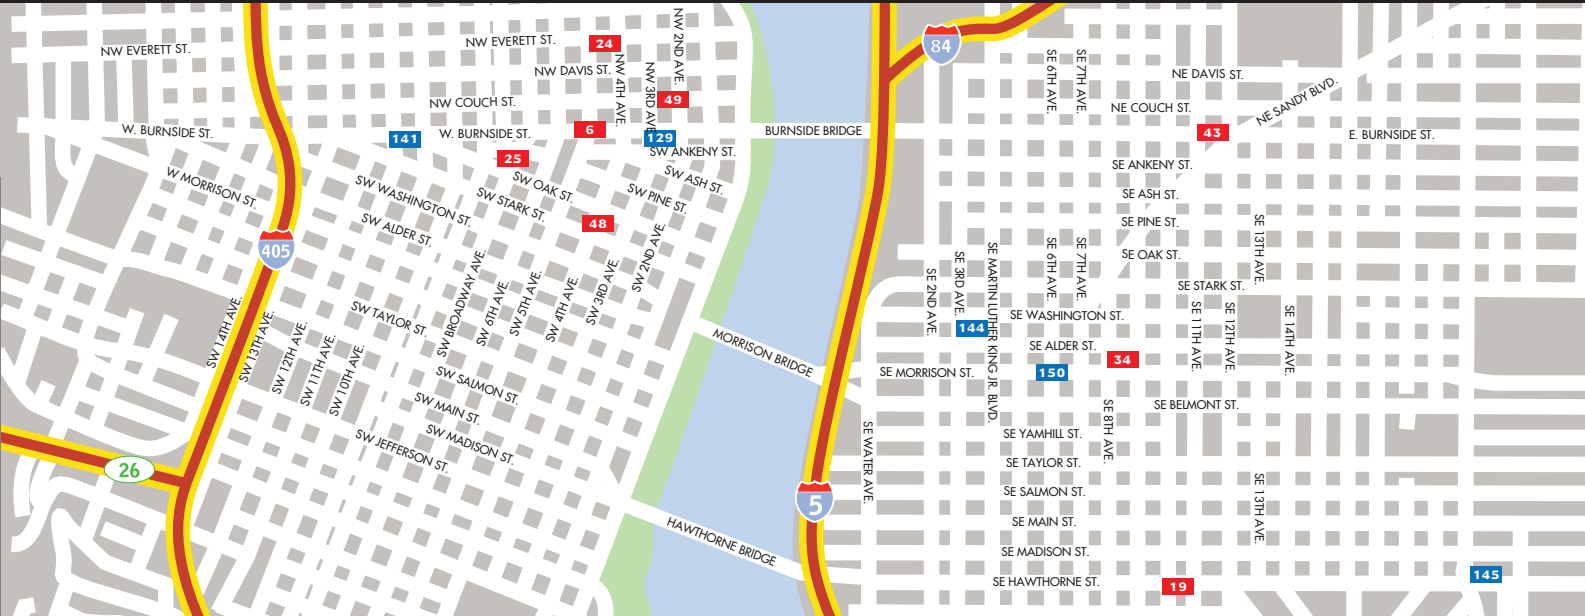 NW EVERETT ST.
NW EVERETT ST.
24
NW 2ND AVE.
84
NW DAVIS ST.
NW 4TH AVE.
NW 3RD AVE.
49
SE 6TH AVE.
SE 7TH AVE.
NE DAVIS ST.
NE SANDY BLVD.
NW COUCH ST.
NE COUCH ST.
W. BURNSIDE ST.
141
W. BURNSIDE ST.
6
129
BURNSIDE BRIDGE
43
E. BURNSIDE ST.
25
SW ANKENY ST.
SE ANKENY ST.
W MORRISON ST.
SW WASHINGTON ST.
SW OAK ST.
SW ASH ST.
SE ASH ST.
SW STARK ST.
SW PINE ST.
SW ALDER ST.
48
SE PINE ST.
405
SE 13TH AVE.
SE OAK ST.
SW BROADWAY AVE.
SW 6TH AVE.
SW 5TH AVE.
SW 4TH AVE.
SW 3RD AVE.
SW 2ND AVE.
SE 2ND AVE.
SE 3RD AVE.
SE MARTIN LUTHER KING JR. BLVD.
SE 6TH AVE.
SE 7TH AVE.
SE STARK ST.
SW 14TH AVE.
SW 13TH AVE.
SW 12TH AVE.
SW 11TH AVE.
SW 10TH AVE.
SW TAYLOR ST.
144
SE WASHINGTON ST.
SE 11TH AVE.
SE 12TH AVE.
SE 14TH AVE.
MORRISON BRIDGE
SE ALDER ST.
34
SE MORRISON ST.
150
SW SALMON ST.
SW MAIN ST.
SE BELMONT ST.
SE 8TH AVE.
SW MADISON ST.
SW JEFFERSON ST.
SE WATER AVE.
SE YAMHILL ST.
26
SE TAYLOR ST.
5
SE SALMON ST.
SE 13TH AVE.
HAWTHORNE BRIDGE
SE MAIN ST.
SE MADISON ST.
SE HAWTHORNE ST.
19
145